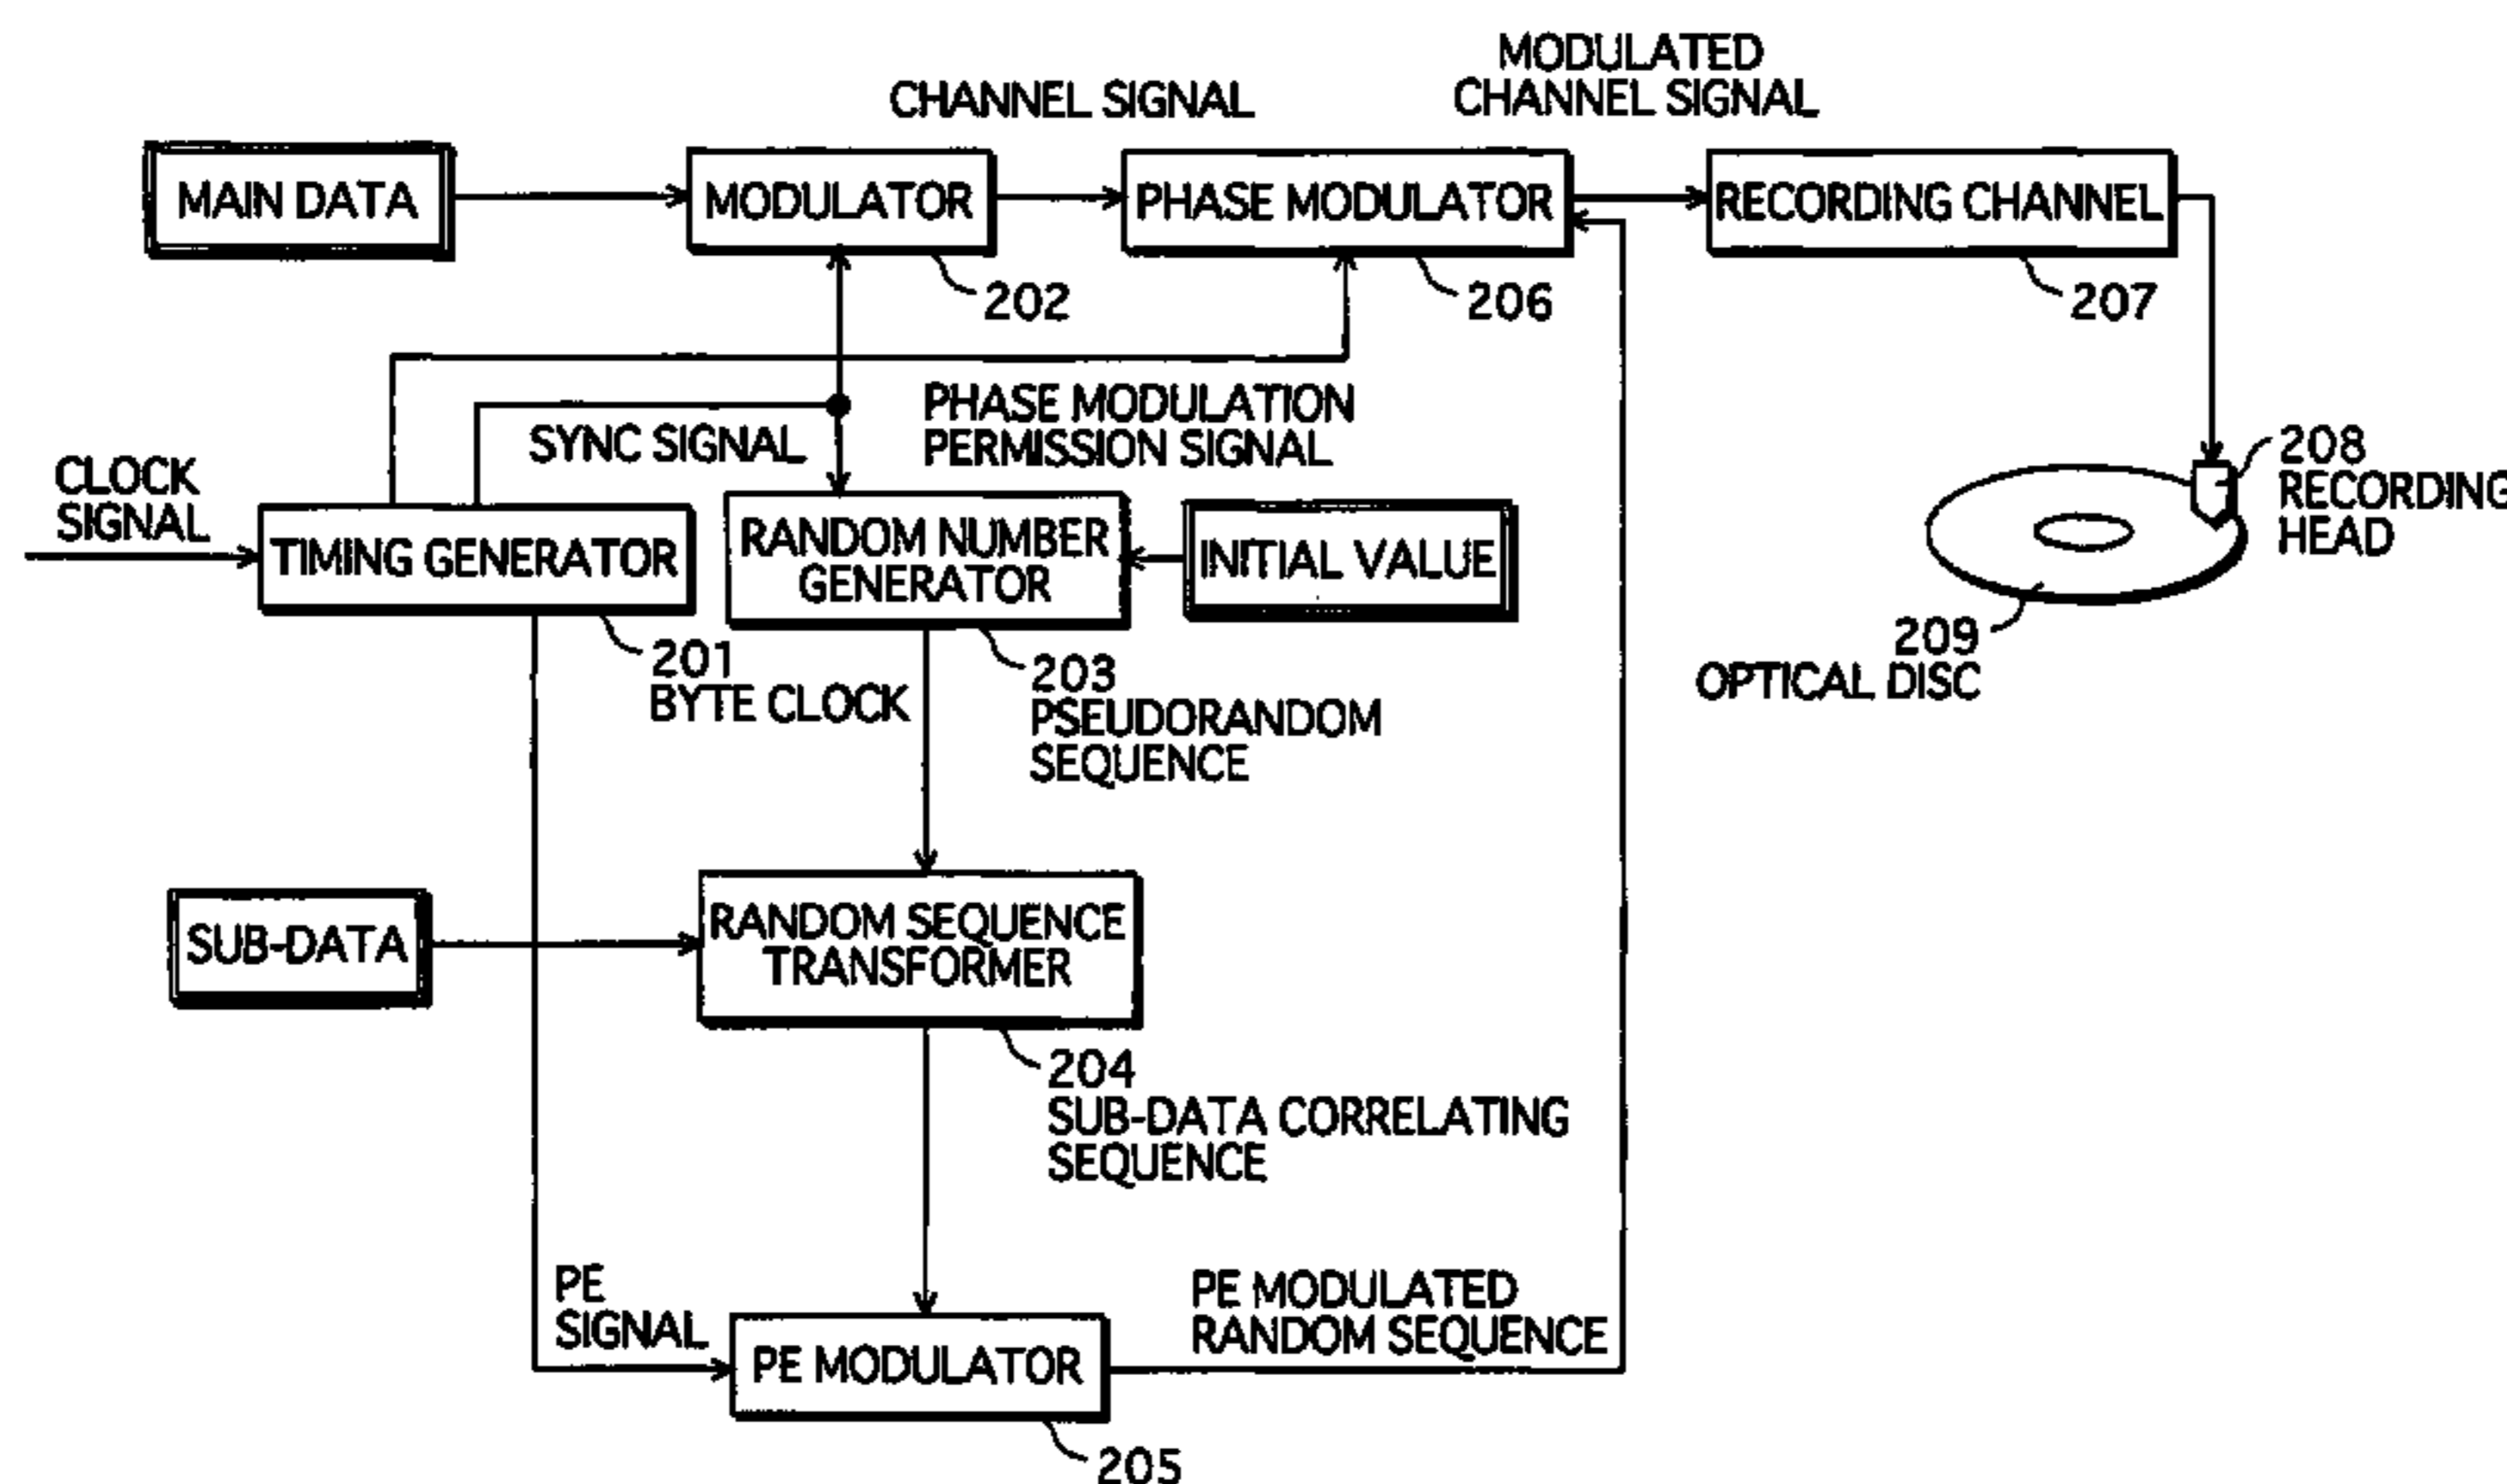 MODULATED
CHANNEL SIGNAL
CHANNEL SIGNAL
MAIN DATA
MODULATOR
PHASE MODULATOR
RECORDING CHANNEL
202
206
207
PHASE MODULATION
PERMISSION SIGNAL
SYNC SIGNAL
CLOCK
SIGNAL
208
RECORDING
HEAD
TIMING GENERATOR
RANDOM NUMBER
GENERATOR
INITIAL VALUE
201
BYTE CLOCK
203
PSEUDORANDOM
SEQUENCE
209
OPTICAL DISC
SUB-DATA
RANDOM SEQUENCE
TRANSFORMER
204
SUB-DATA CORRELATING
SEQUENCE
PE
SIGNAL
PE MODULATED
RANDOM SEQUENCE
PE MODULATOR
205